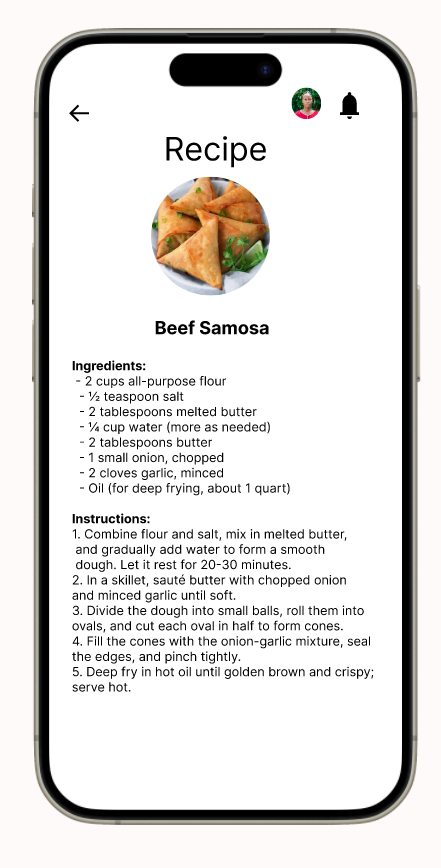 Recipe
Beef Samosa
Ingredients:
- 2 cups all-purpose flour
- ½ teaspoon salt
- 2 tablespoons melted butter
- ¼ cup water (more as needed)
- 2 tablespoons butter
- 1 small onion, chopped
- 2 cloves garlic, minced
- Oil (for deep frying, about 1 quart)
Instructions:
1. Combine flour and salt, mix in melted butter,
and gradually add water to form a smooth
dough. Let it rest for 20-30 minutes.
2. In a skillet, sauté butter with chopped onion
and minced garlic until soft.
3. Divide the dough into small balls, roll them into
ovals, and cut each oval in half to form cones.
4. Fill the cones with the onion-garlic mixture, seal
the edges, and pinch tightly.
5. Deep fry in hot oil until golden brown and crispy;
serve hot.